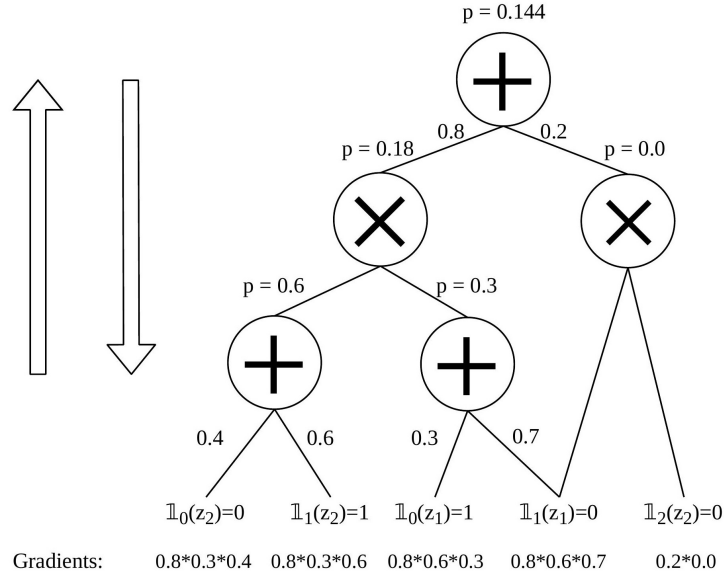 p = 0.144
0.8 0.2
p = 0.18 p = 0.0
p = 0.6 p = 0.3
0.4 0.6 0.3 0.7
𝟙₀(z₂)=0 𝟙₁(z₂)=1 𝟙₀(z₁)=1 𝟙₁(z₁)=0 𝟙₂(z₂)=0
Gradients: 0.8*0.3*0.4 0.8*0.3*0.6 0.8*0.6*0.3 0.8*0.6*0.7 0.2*0.0